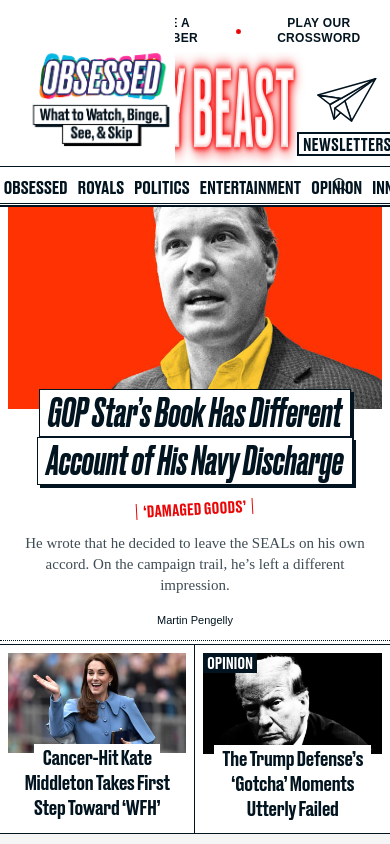 E A
BER
PLAY OUR
CROSSWORD
OBSESSED
What to Watch, Binge,
See, & Skip
Y BEAST
NEWSLETTERS
OBSESSED ROYALS POLITICS ENTERTAINMENT OPINION INN
GOP Star's Book Has Different
Account of His Navy Discharge
'DAMAGED GOODS'
He wrote that he decided to leave the SEALs on his own
accord. On the campaign trail, he's left a different
impression.
Martin Pengelly
Cancer-Hit Kate
Middleton Takes First
Step Toward 'WFH'
OPINION
The Trump Defense's
'Gotcha' Moments
Utterly Failed